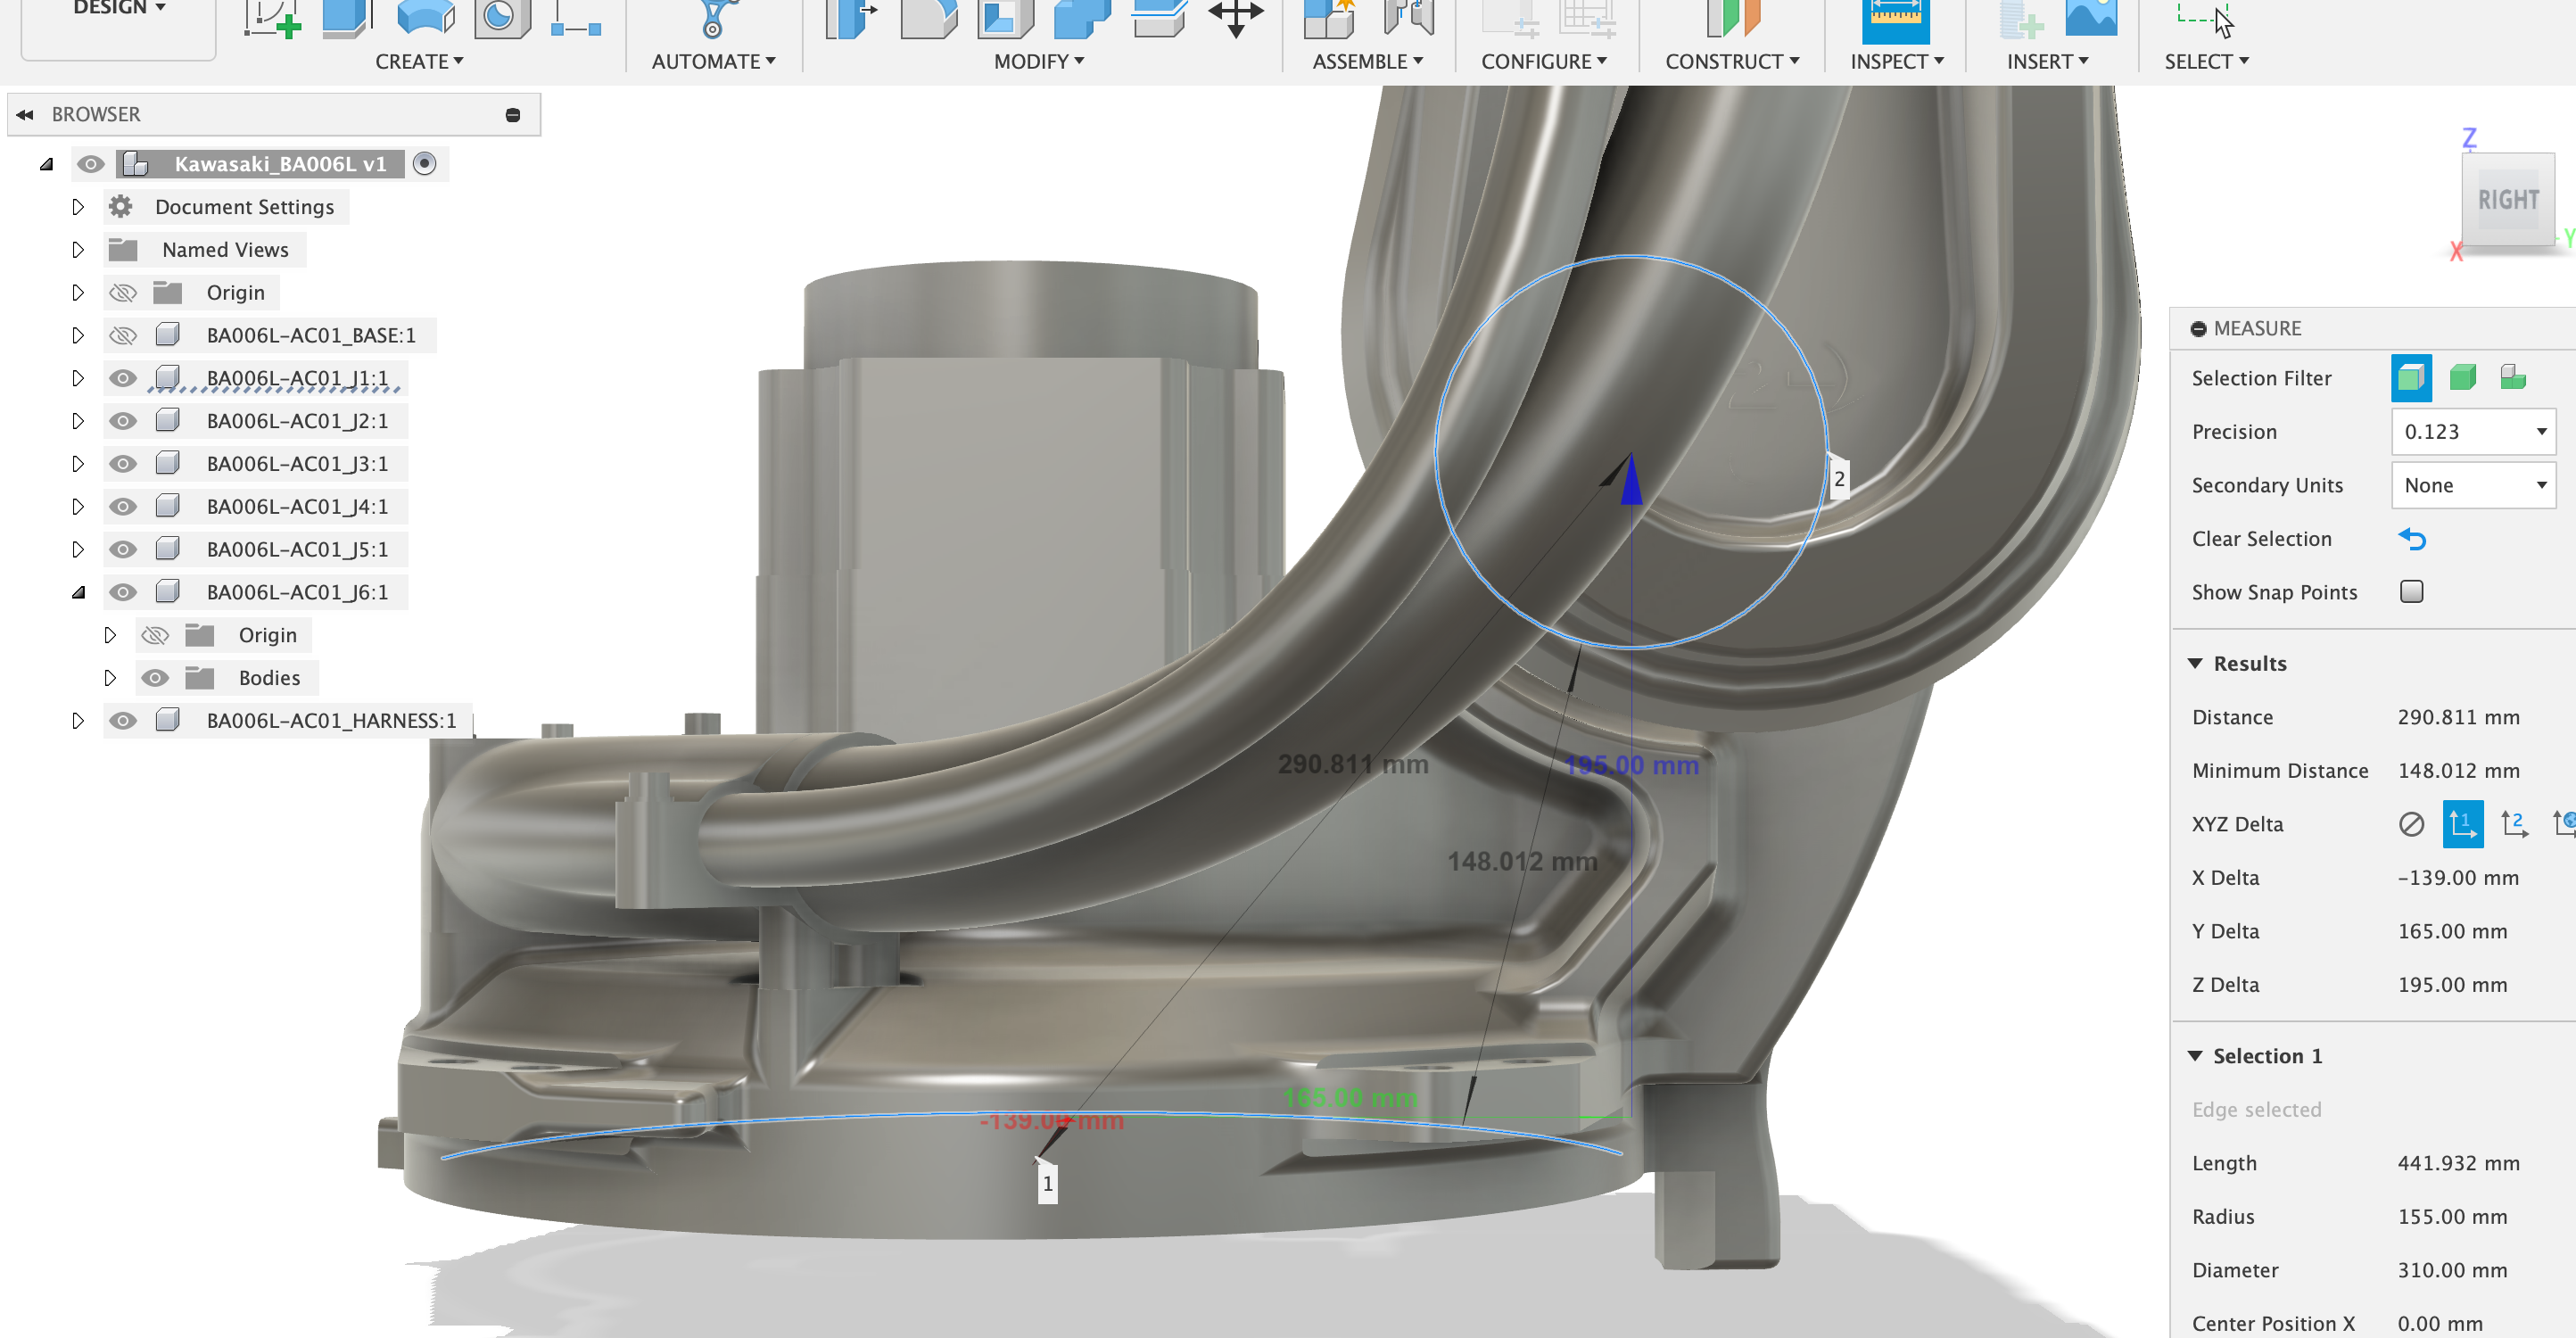 DESIGN
CREATE
AUTOMATE
MODIFY
ASSEMBLE
CONFIGURE
CONSTRUCT
INSPECT
INSERT
SELECT
BROWSER
Kawasaki_BA006L v1
Document Settings
Named Views
Origin
BA006L-AC01_BASE:1
BA006L-AC01_J1:1
BA006L-AC01_J2:1
BA006L-AC01_J3:1
BA006L-AC01_J4:1
BA006L-AC01_J5:1
BA006L-AC01_J6:1
Origin
Bodies
BA006L-AC01_HARNESS:1
Z
RIGHT
X
Y
2
290.811 mm
195.00 mm
148.012 mm
165.00 mm
-139.00 mm
1
MEASURE
Selection Filter
Precision 0.123
Secondary Units None
Clear Selection
Show Snap Points
Results
Distance 290.811 mm
Minimum Distance 148.012 mm
XYZ Delta 1 2
X Delta -139.00 mm
Y Delta 165.00 mm
Z Delta 195.00 mm
Selection 1
Edge selected
Length 441.932 mm
Radius 155.00 mm
Diameter 310.00 mm
Center Position X 0.00 mm